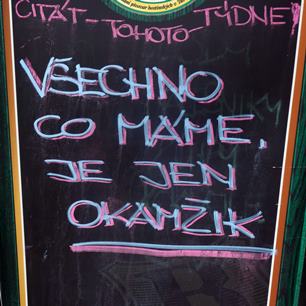 CITÁT-
TOHOTO-
TÝDNE!
VŠECHNO
CO MÁME,
JE JEN
OKAMŽIK